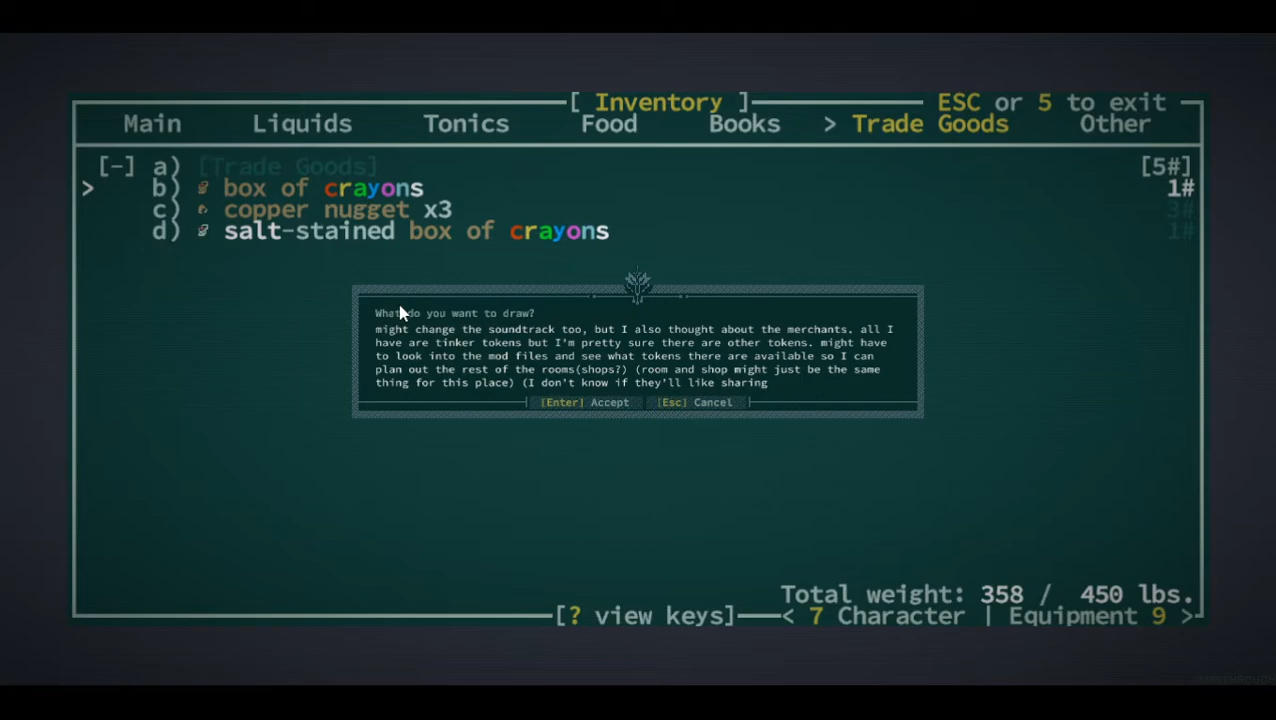 [ Inventory ] ESC or 5 to exit
Main Liquids Tonics Food Books > Trade Goods Other
[-] a) [Trade Goods] [5#]
> b) box of crayons 1#
c) copper nugget x3 3#
d) salt-stained box of crayons 1#
What do you want to draw?
might change the soundtrack too, but I also thought about the merchants. all I
have are tinker tokens but I'm pretty sure there are other tokens. might have
to look into the mod files and see what tokens there are available so I can
plan out the rest of the rooms(shops?) (room and shop might just be the same
thing for this place) (I don't know if they'll like sharing
[Enter] Accept [Esc] Cancel
Total weight: 358 / 450 lbs.
[? view keys] < 7 Character | Equipment 9 >